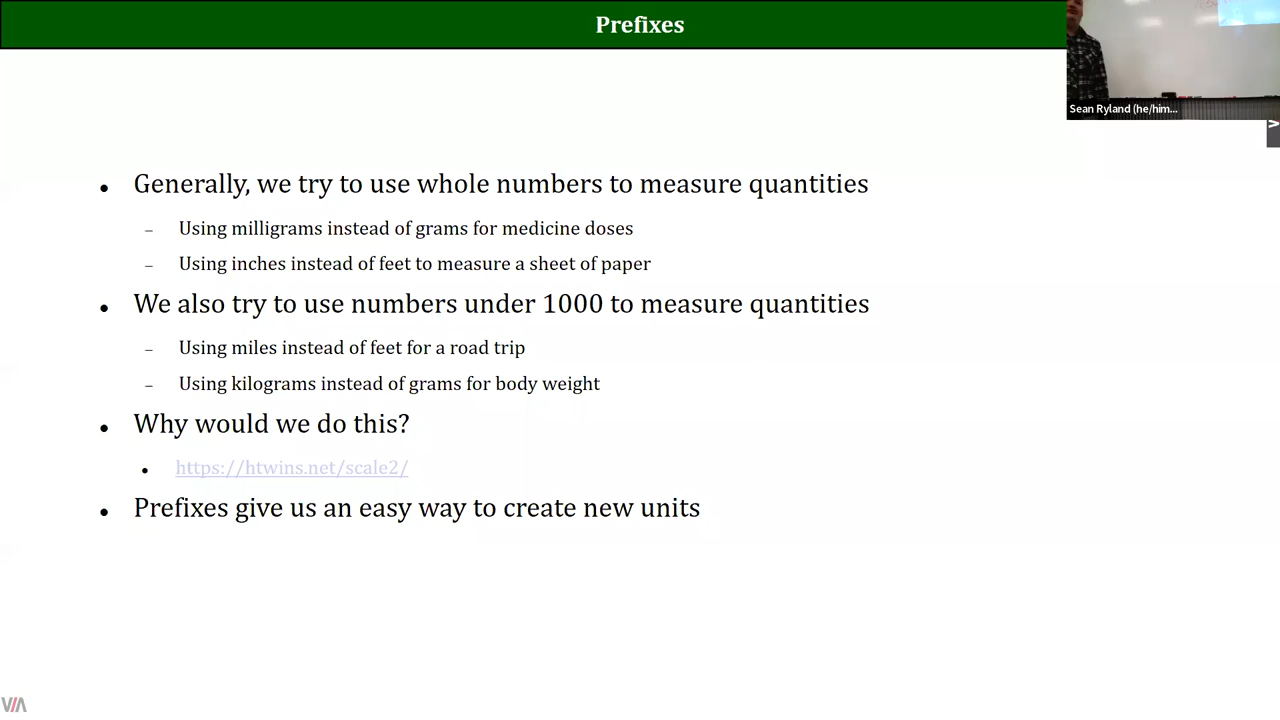 Prefixes
Sean Ryland (he/him...
Generally, we try to use whole numbers to measure quantities
Using milligrams instead of grams for medicine doses
Using inches instead of feet to measure a sheet of paper
We also try to use numbers under 1000 to measure quantities
Using miles instead of feet for a road trip
Using kilograms instead of grams for body weight
Why would we do this?
https://htwins.net/scale2/
Prefixes give us an easy way to create new units
VIA